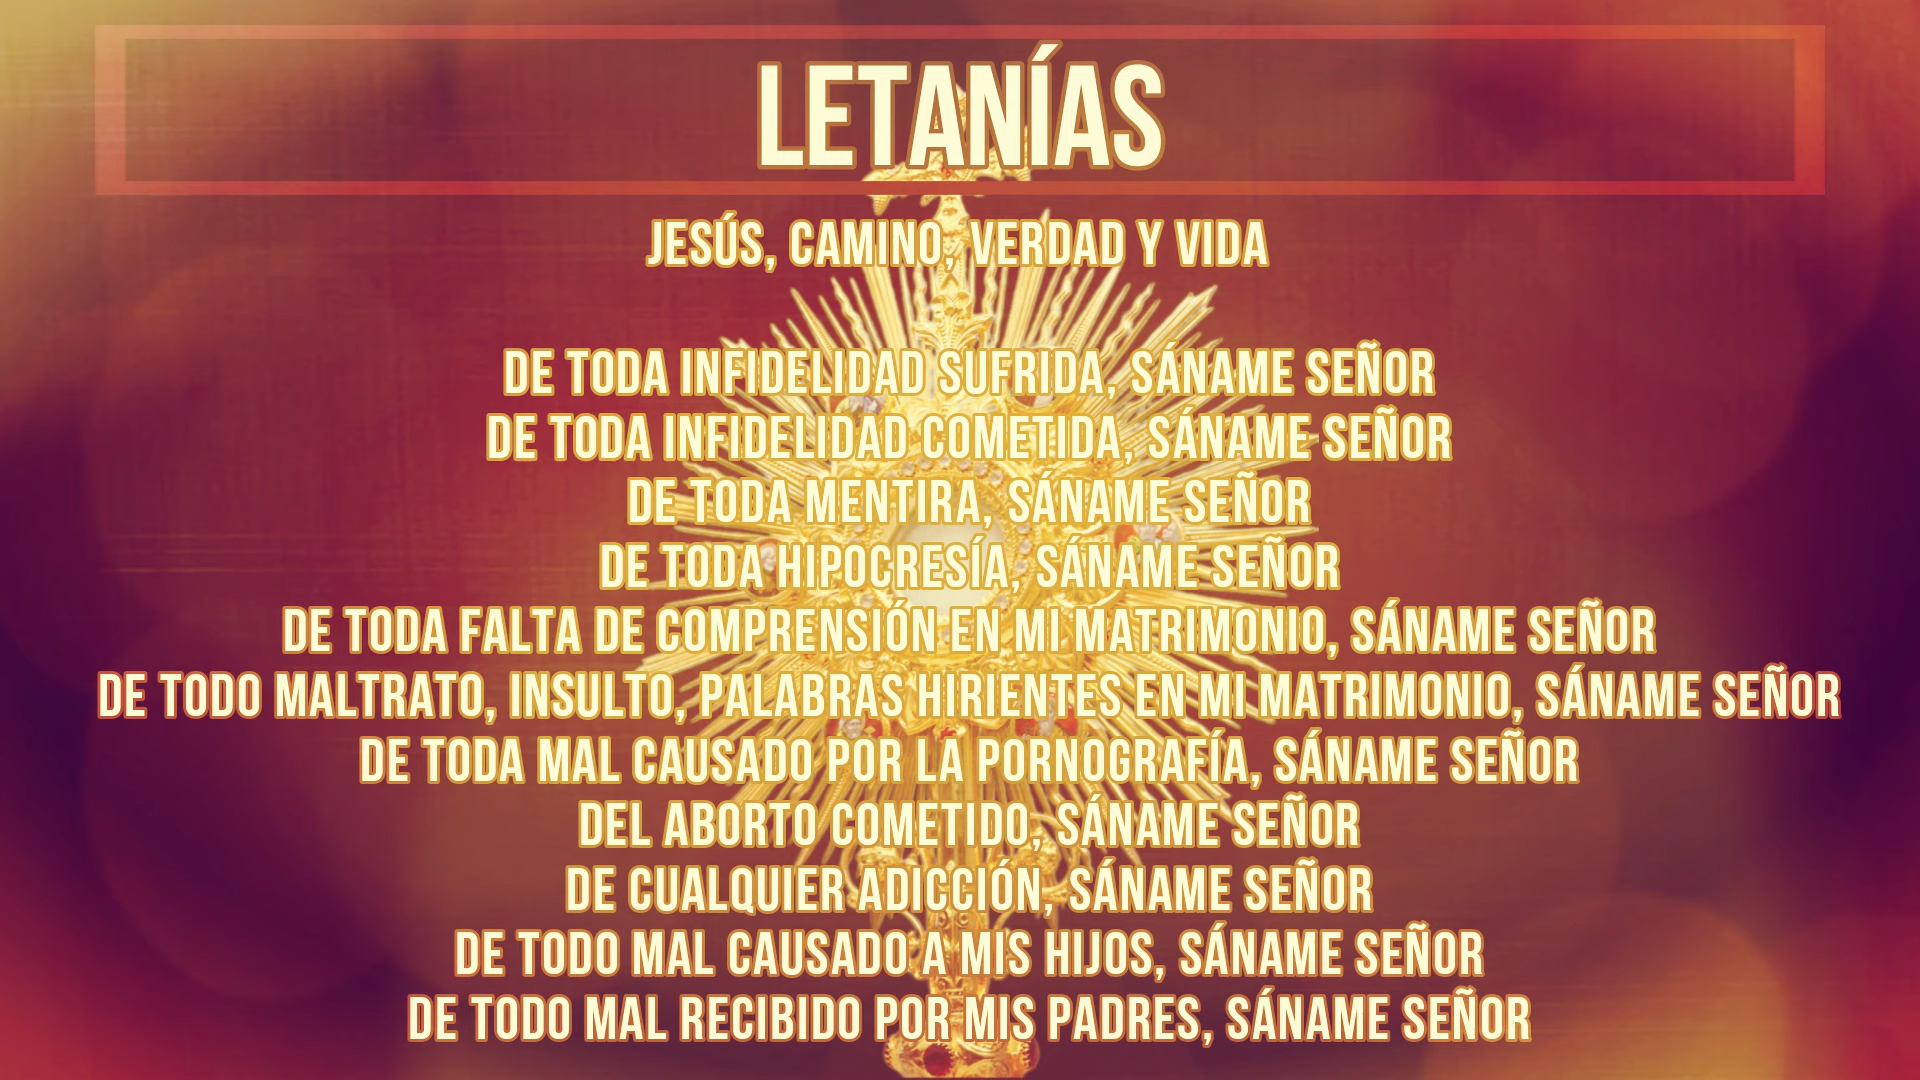 LETANÍAS
JESÚS, CAMINO, VERDAD Y VIDA
DE TODA INFIDELIDAD SUFRIDA, SÁNAME SEÑOR
DE TODA INFIDELIDAD COMETIDA, SÁNAME SEÑOR
DE TODA MENTIRA, SÁNAME SEÑOR
DE TODA HIPOCRESÍA, SÁNAME SEÑOR
DE TODA FALTA DE COMPRENSIÓN EN MI MATRIMONIO, SÁNAME SEÑOR
DE TODO MALTRATO, INSULTO, PALABRAS HIRIENTES EN MI MATRIMONIO, SÁNAME SEÑOR
DE TODA MAL CAUSADO POR LA PORNOGRAFÍA, SÁNAME SEÑOR
DEL ABORTO COMETIDO, SÁNAME SEÑOR
DE CUALQUIER ADICCIÓN, SÁNAME SEÑOR
DE TODO MAL CAUSADO A MIS HIJOS, SÁNAME SEÑOR
DE TODO MAL RECIBIDO POR MIS PADRES, SÁNAME SEÑOR